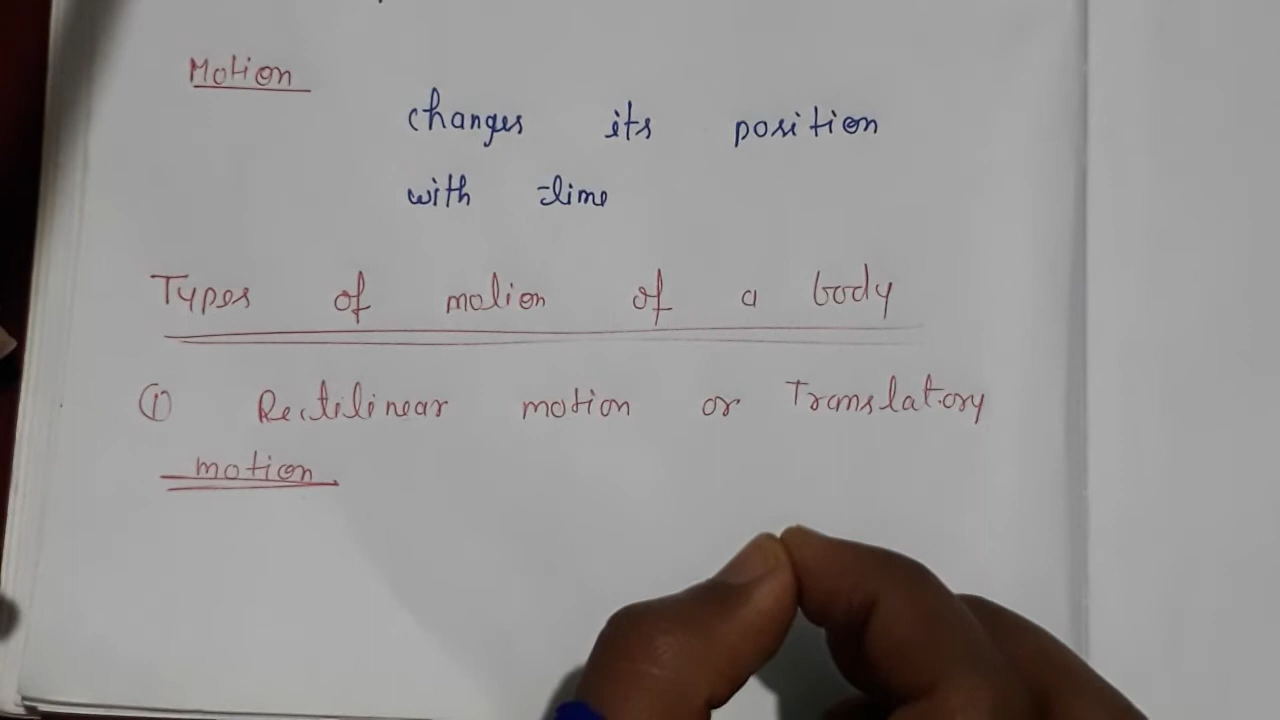 Motion
changes its position
with time
Types of motion of a body
① Rectilinear motion or Translatory
motion